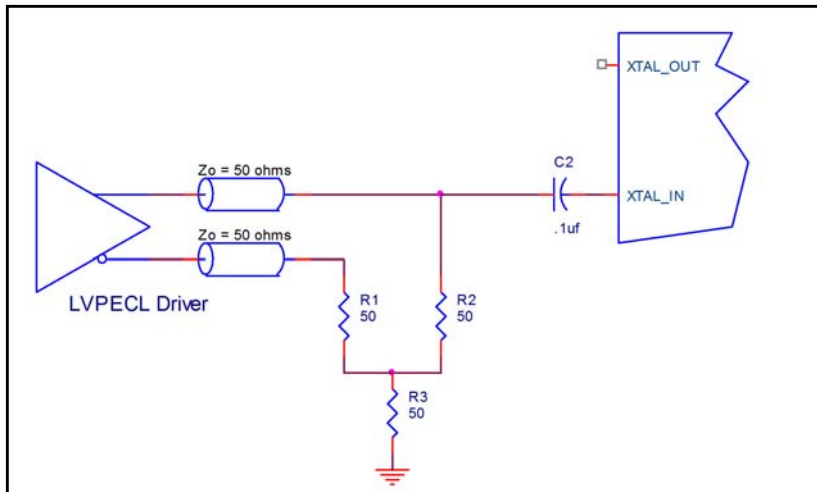 XTAL_OUT
Zo = 50 ohms
C2
XTAL_IN
.1uf
Zo = 50 ohms
LVPECL Driver
R1
50
R2
50
R3
50